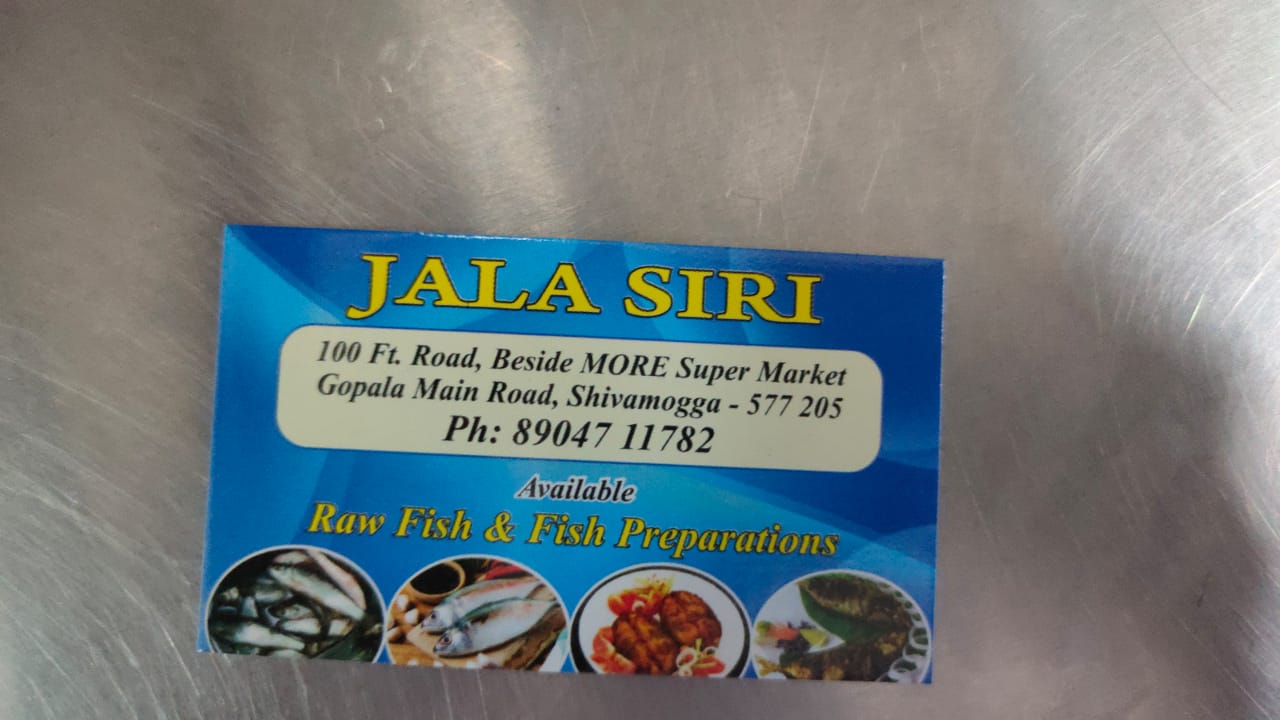 JALA SIRI
100 Ft. Road, Beside MORE Super Market
Gopala Main Road, Shivamogga - 577 205
Ph: 89047 11782
Available
Raw Fish & Fish Preparations